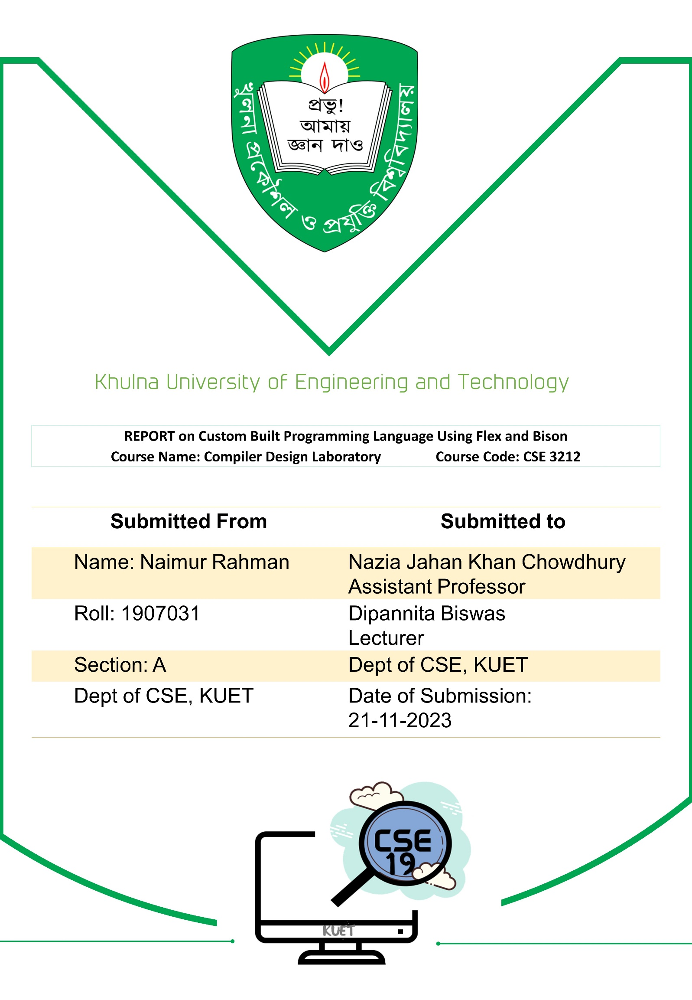 প্রভু!
আমায়
জ্ঞান দাও
খুলনা প্রকৌশল ও প্রযুক্তি বিশ্ববিদ্যালয়
Khulna University of Engineering and Technology
REPORT on Custom Built Programming Language Using Flex and Bison
Course Name: Compiler Design Laboratory Course Code: CSE 3212
Submitted From Submitted to
Name: Naimur Rahman Nazia Jahan Khan Chowdhury
Assistant Professor
Roll: 1907031 Dipannita Biswas
Lecturer
Section: A Dept of CSE, KUET
Dept of CSE, KUET Date of Submission:
21-11-2023
CSE
19
KUET